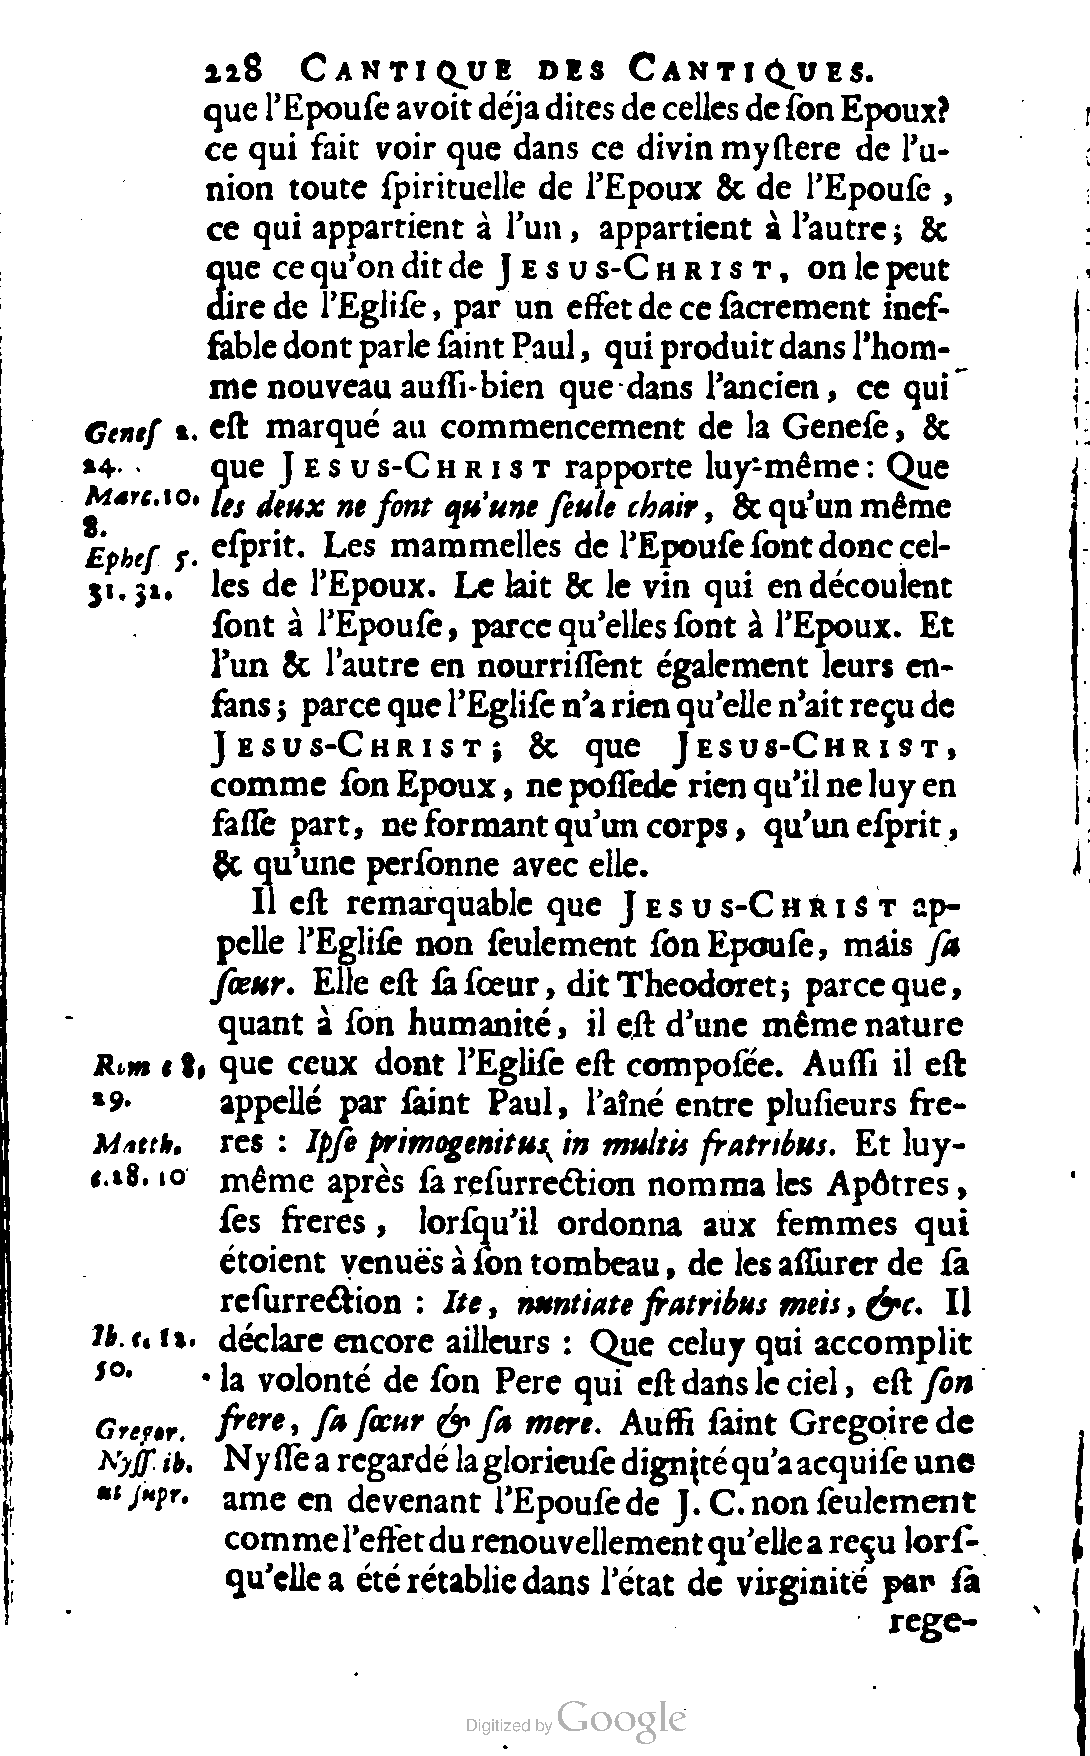 228 CANTIQUE DES CANTIQUES.
que l'Epouſe avoit déja dites de celles de ſon Epoux?
ce qui fait voir que dans ce divin myſtere de l'u-
nion toute ſpirituelle de l'Epoux & de l'Epouſe ,
ce qui appartient à l'un, appartient à l'autre; &
que ce qu'on dit de JESUS-CHRIST, on le peut
dire de l'Egliſe, par un effet de ce ſacrement inef-
fable dont parle ſaint Paul, qui produit dans l'hom-
me nouveau auſſi-bien que dans l'ancien, ce qui
Geneſ 2. eſt marqué au commencement de la Geneſe, &
24. que JESUS-CHRIST rapporte luy-même: Que
Marc.10. les deux ne font qu'une ſeule chair, & qu'un même
8.
Epheſ 5. eſprit. Les mammelles de l'Epouſe ſont donc cel-
31.32. les de l'Epoux. Le lait & le vin qui en découlent
ſont à l'Epouſe, parce qu'elles ſont à l'Epoux. Et
l'un & l'autre en nourriſſent également leurs en-
fans; parce que l'Egliſe n'a rien qu'elle n'ait reçu de
JESUS-CHRIST; & que JESUS-CHRIST,
comme ſon Epoux, ne poſſede rien qu'il ne luy en
faſſe part, ne formant qu'un corps, qu'un eſprit,
& qu'une perſonne avec elle.
Il eſt remarquable que JESUS-CHRIST ap-
pelle l'Egliſe non ſeulement ſon Epouſe, mais ſa
ſœur. Elle eſt ſa ſœur, dit Theodoret; parce que,
quant à ſon humanité, il eſt d'une même nature
Rom c 8, que ceux dont l'Egliſe eſt compoſée. Auſſi il eſt
29. appellé par ſaint Paul, l'aîné entre pluſieurs fre-
Matth. res : Ipſe primogenitus in multis fratribus. Et luy-
c.28.10 même après ſa reſurrection nomma les Apôtres,
ſes freres, lorſqu'il ordonna aux femmes qui
étoient venuës à ſon tombeau, de les aſſurer de ſa
reſurrection : Ite, nuntiate fratribus meis, &c. Il
Ib. c. 12. déclare encore ailleurs : Que celuy qui accomplit
50. la volonté de ſon Pere qui eſt dans le ciel, eſt ſon
Gregor. frere, ſa ſœur & ſa mere. Auſſi ſaint Gregoire de
Nyſſ. ib. Nyſſe a regardé la glorieuſe dignité qu'a acquiſe une
ut ſupr. ame en devenant l'Epouſe de J. C. non ſeulement
comme l'effet du renouvellement qu'elle a reçu lorſ-
qu'elle a été rétablie dans l'état de virginité par ſa
rege-
Digitized by Google